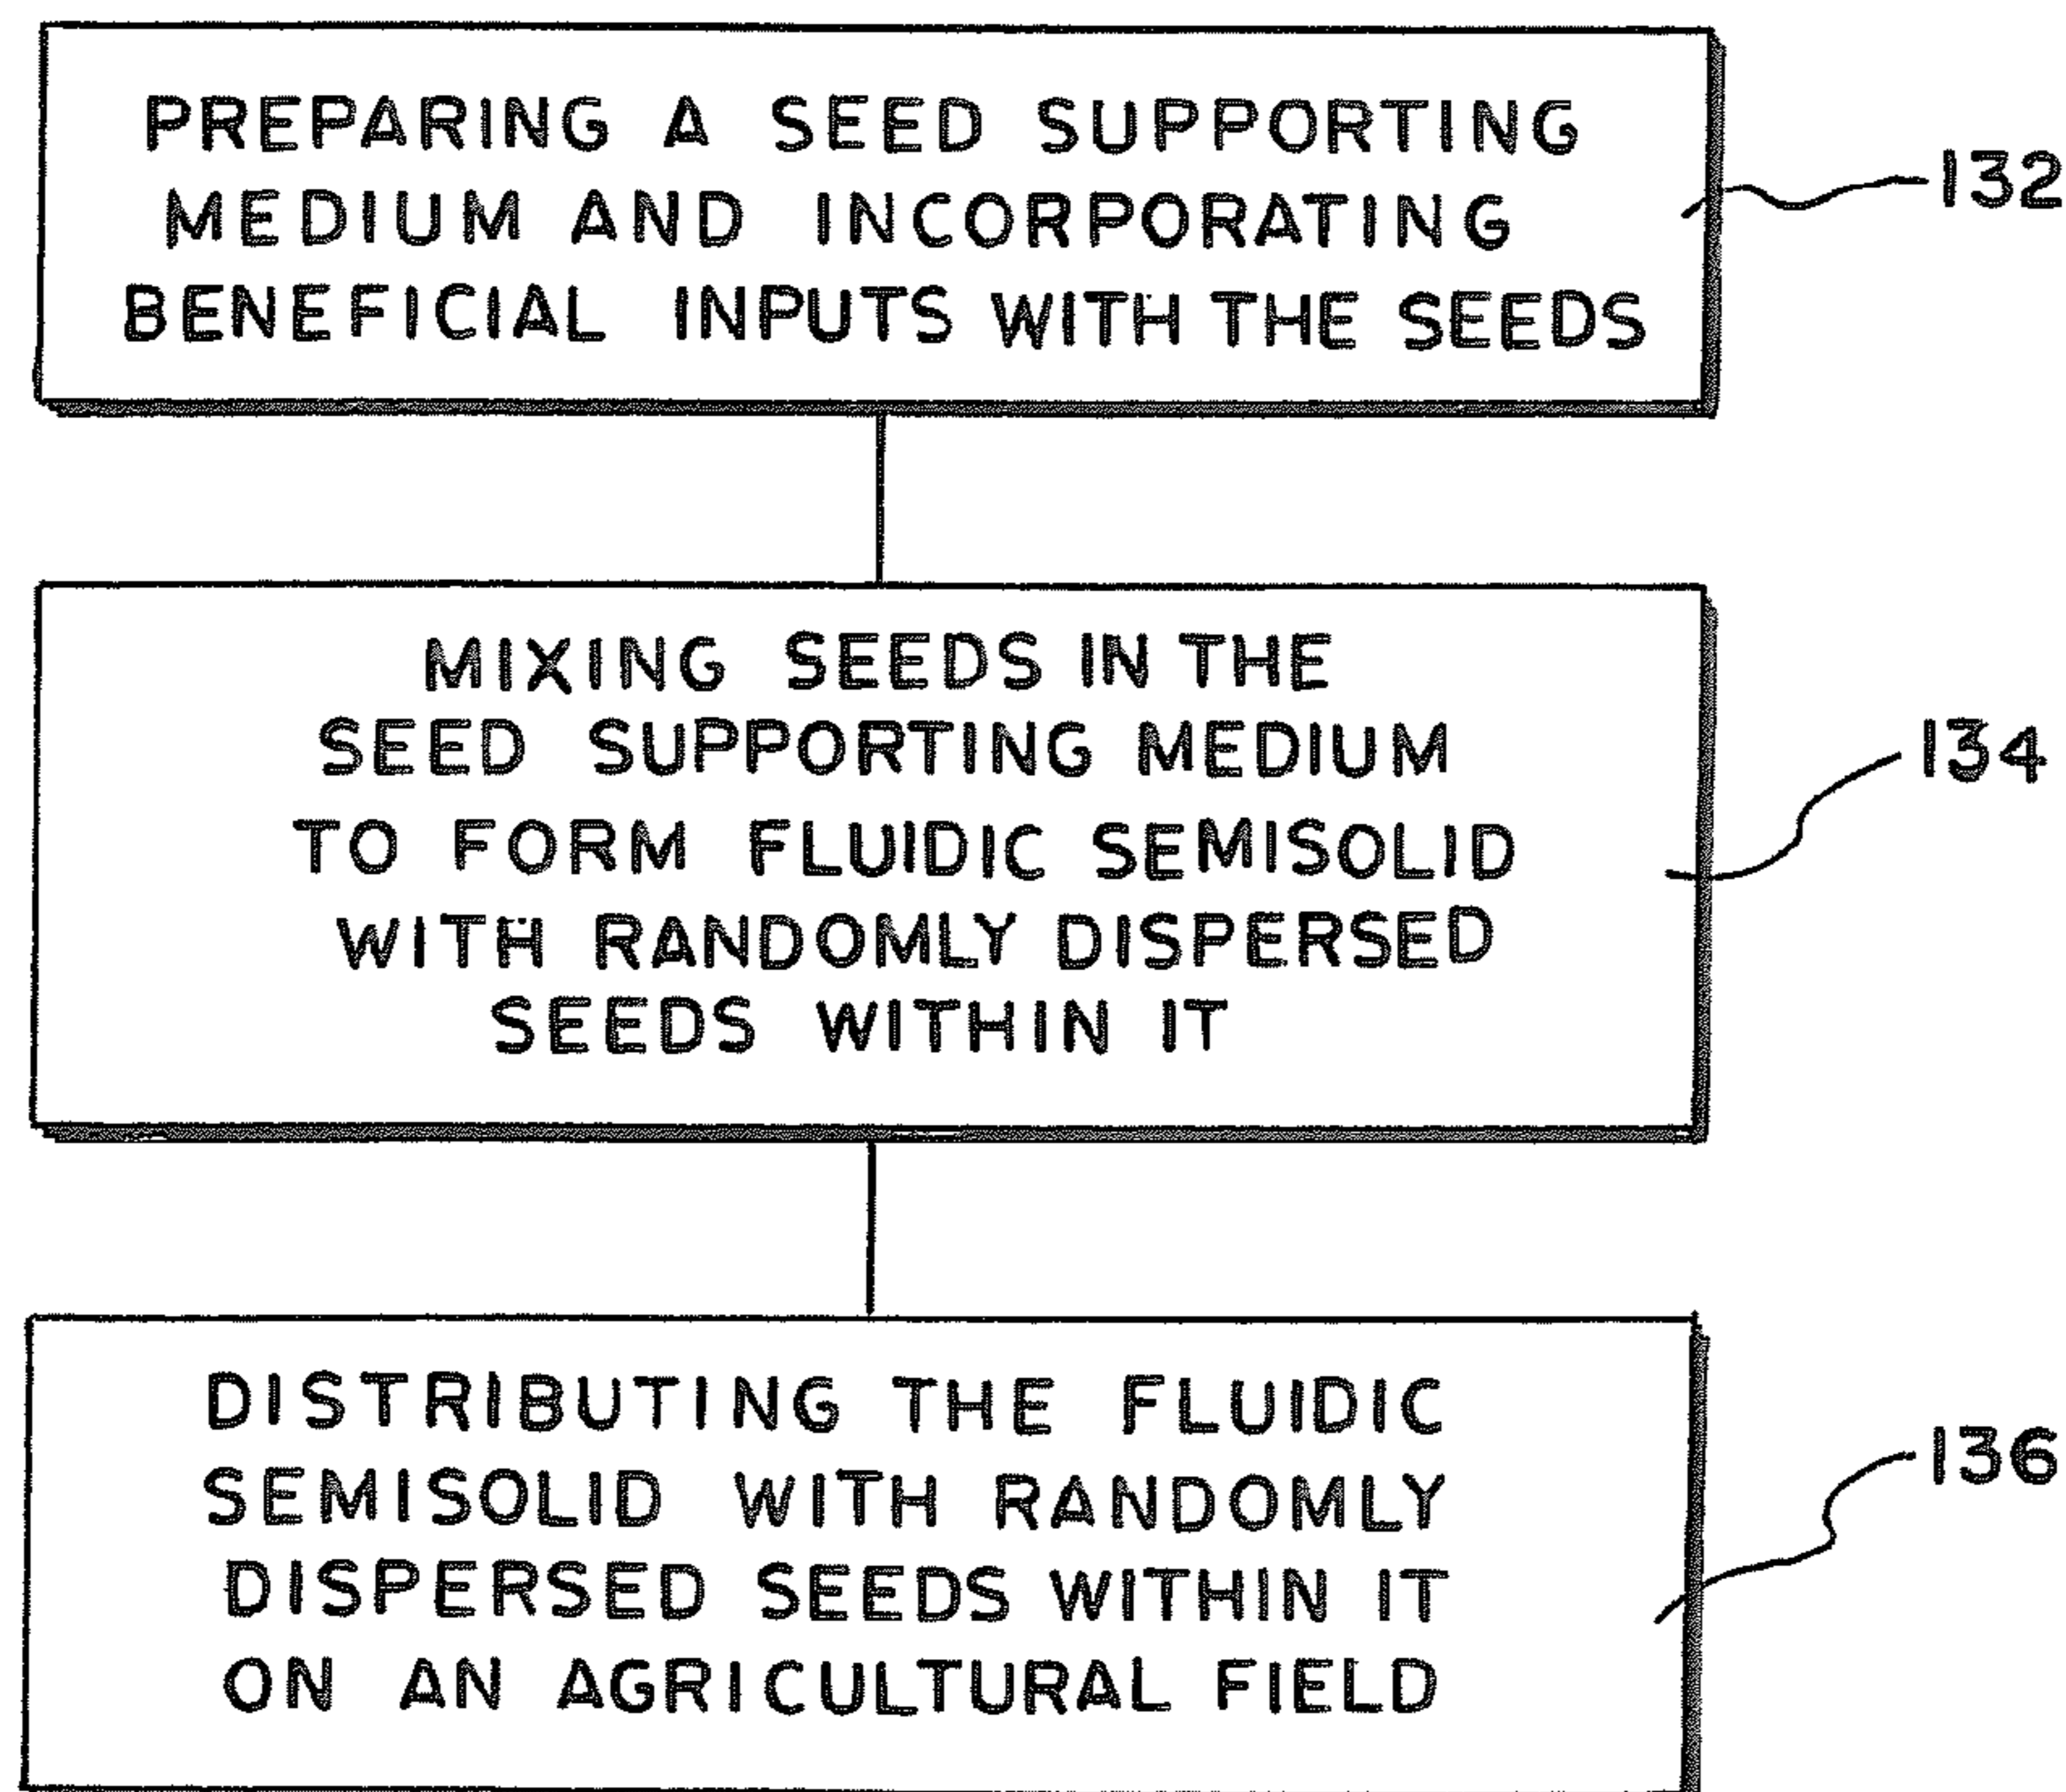 PREPARING A SEED SUPPORTING
MEDIUM AND INCORPORATING
BENEFICIAL INPUTS WITH THE SEEDS
132
MIXING SEEDS IN THE
SEED SUPPORTING MEDIUM
TO FORM FLUIDIC SEMISOLID
WITH RANDOMLY DISPERSED
SEEDS WITHIN IT
134
DISTRIBUTING THE FLUIDIC
SEMISOLID WITH RANDOMLY
DISPERSED SEEDS WITHIN IT
ON AN AGRICULTURAL FIELD
136